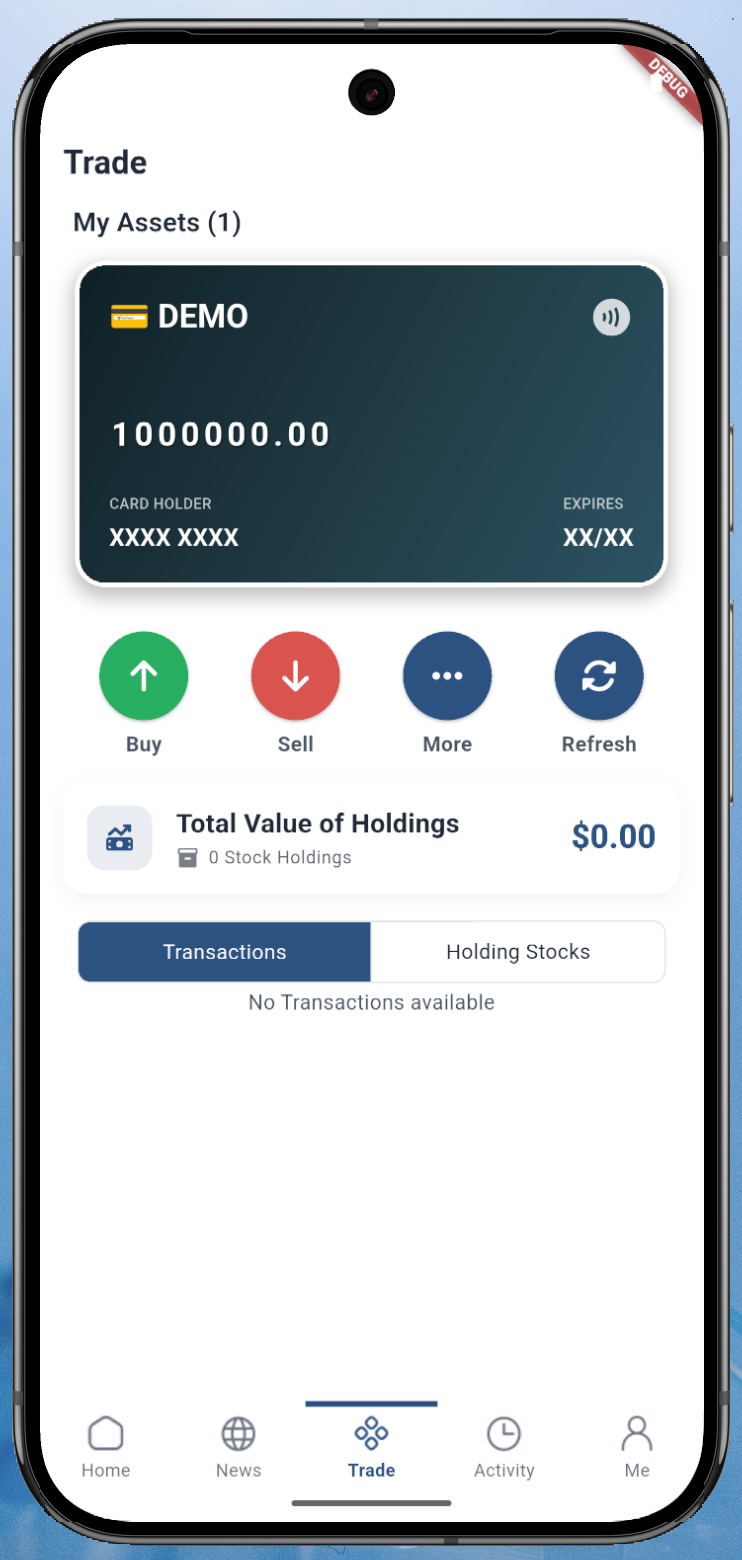 DEBUG
Trade
My Assets (1)
DEMO
1000000.00
CARD HOLDER EXPIRES
XXXX XXXX XX/XX
Buy Sell More Refresh
Total Value of Holdings
$0.00
0 Stock Holdings
Transactions Holding Stocks
No Transactions available
Home News Trade Activity Me